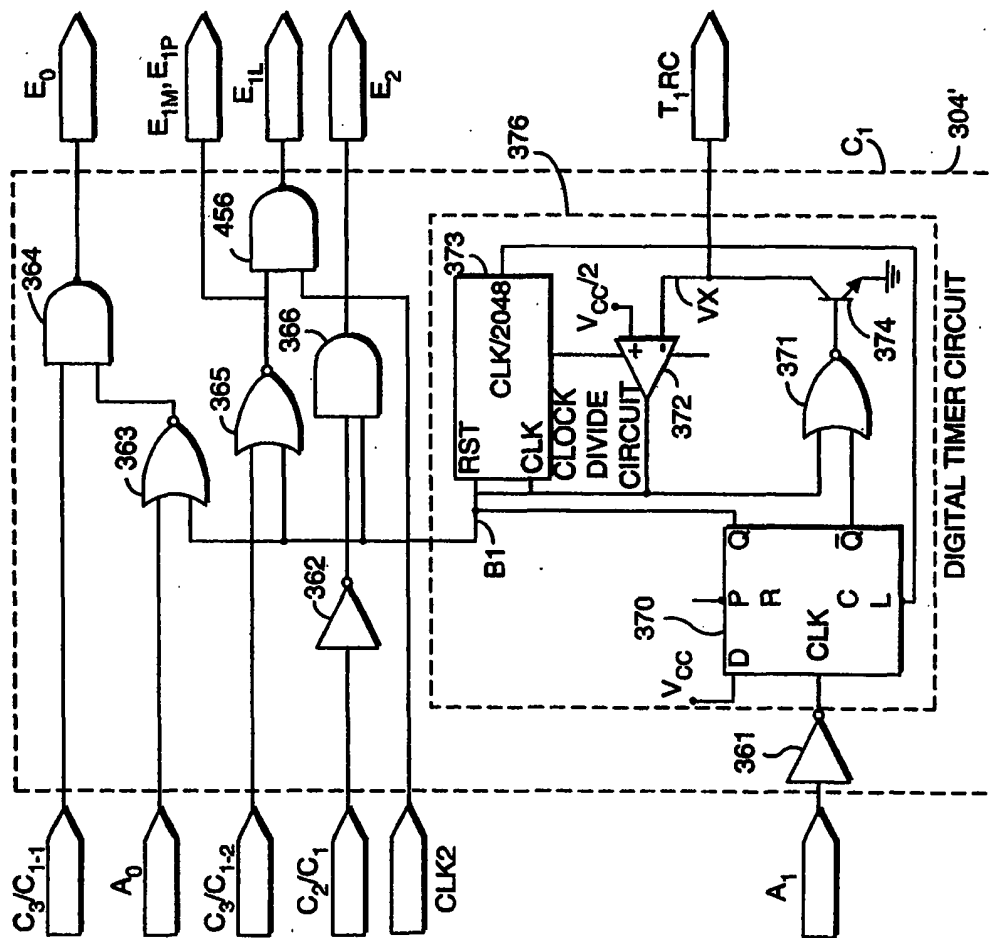 E0
E1M, E1P
E1L
E2
T1RC
C1
304'
376
364
456
366
365
363
362
373
RST
CLK/2048
CLK
CLOCK
DIVIDE
CIRCUIT
VCC/2
+
-
372
VX
371
374
B1
370
VCC
D
P
Q
R
Q̅
CLK
C
L
361
DIGITAL TIMER CIRCUIT
C3/C1-1
A0
C3/C1-2
C2/C1
CLK2
A1